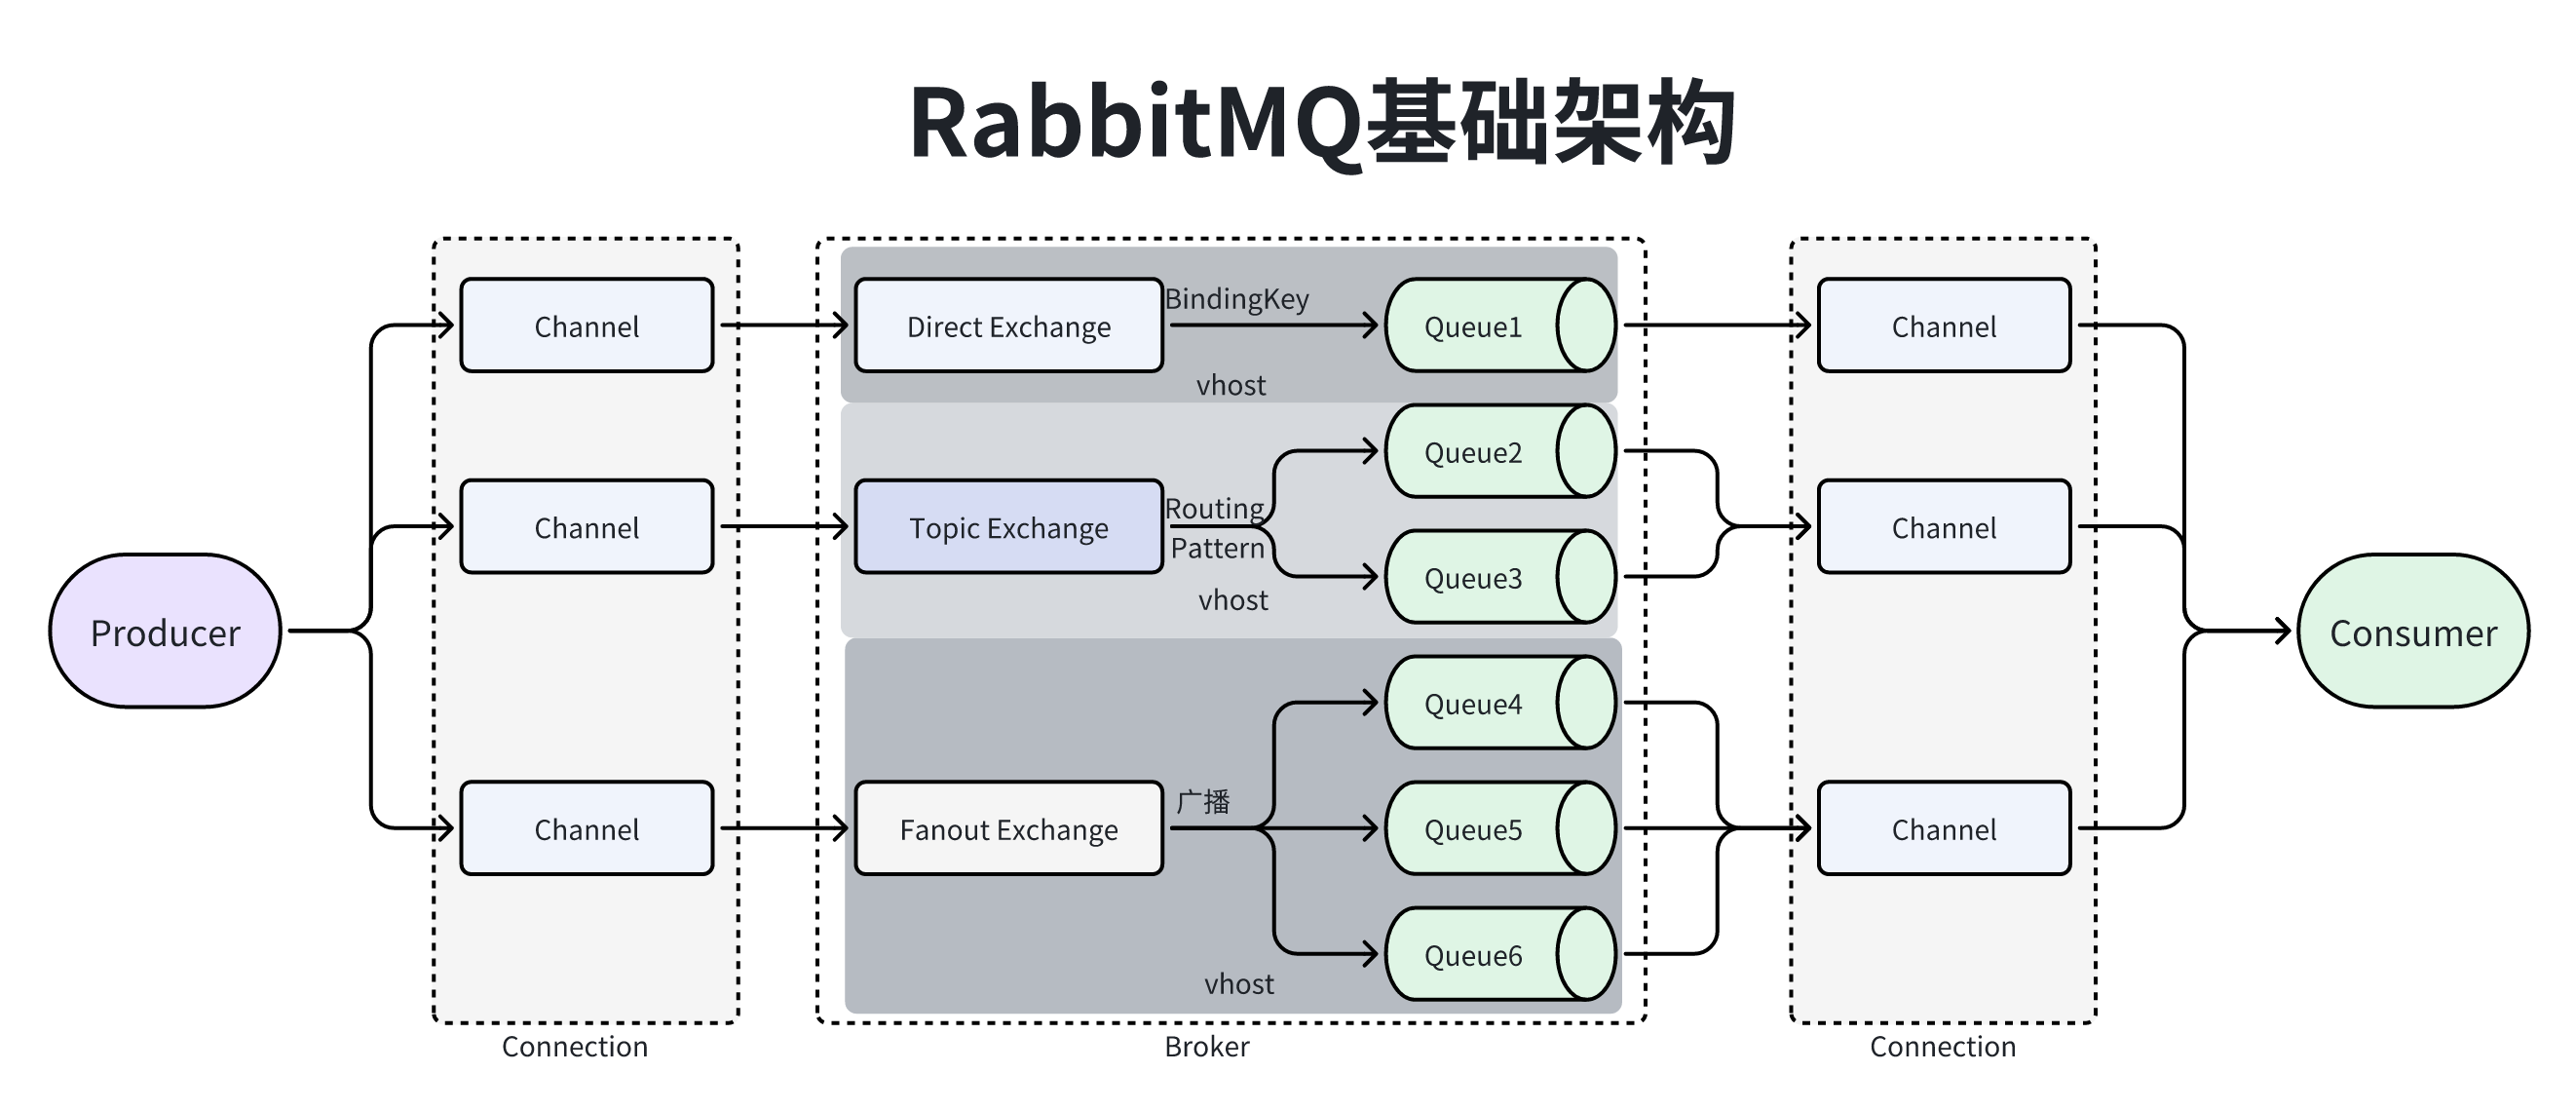 RabbitMQ基础架构
Producer
Channel
Channel
Channel
Connection
Direct Exchange
BindingKey
Queue1
vhost
Topic Exchange
Routing
Pattern
Queue2
Queue3
vhost
Fanout Exchange
广播
Queue4
Queue5
Queue6
vhost
Broker
Channel
Channel
Channel
Connection
Consumer